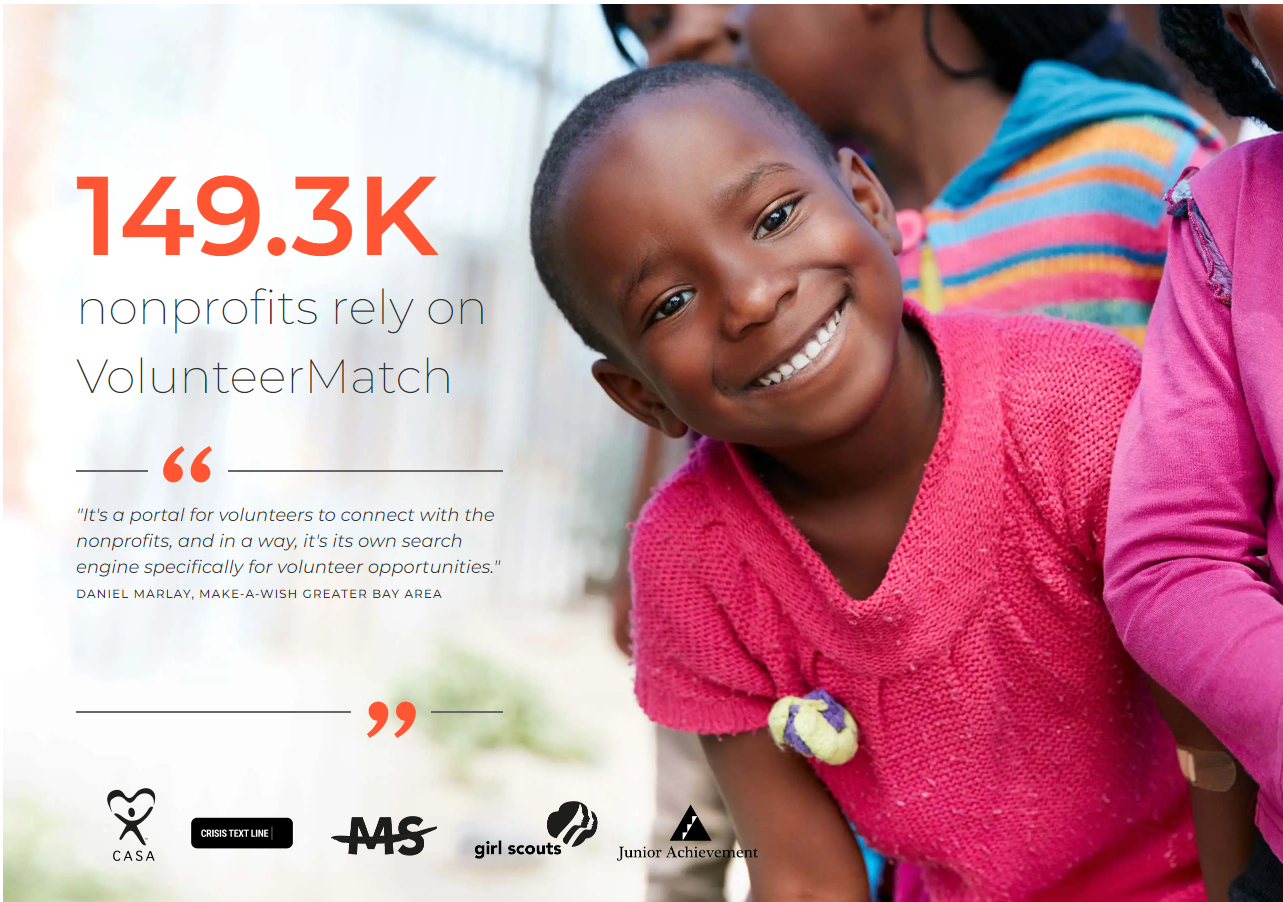 149.3K
nonprofits rely on
VolunteerMatch
“
"It's a portal for volunteers to connect with the
nonprofits, and in a way, it's its own search
engine specifically for volunteer opportunities."
DANIEL MARLAY, MAKE-A-WISH GREATER BAY AREA
”
CASA
CRISIS TEXT LINE
MS
girl scouts
Junior Achievement